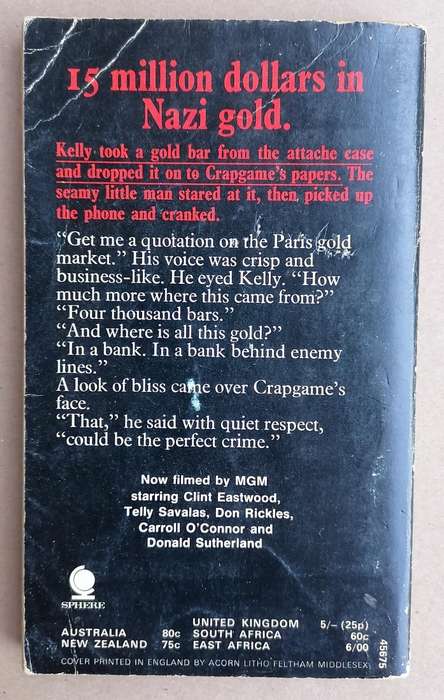 15 million dollars in
Nazi gold.
Kelly took a gold bar from the attache case
and dropped it on to Crapgame's papers. The
seamy little man stared at it, then picked up
the phone and cranked.
“Get me a quotation on the Paris gold
market.” His voice was crisp and
business-like. He eyed Kelly. “How
much more where this came from?”
“Four thousand bars.”
“And where is all this gold?”
“In a bank. In a bank behind enemy
lines.”
A look of bliss came over Crapgame's
face.
“That,” he said with quiet respect,
“could be the perfect crime.”
Now filmed by MGM
starring Clint Eastwood,
Telly Savalas, Don Rickles,
Carroll O'Connor and
Donald Sutherland
SPHERE
UNITED KINGDOM 5/– (25p)
AUSTRALIA 80c SOUTH AFRICA 60c
NEW ZEALAND 75c EAST AFRICA 6/00
45675
COVER PRINTED IN ENGLAND BY ACORN LITHO FELTHAM MIDDLESEX